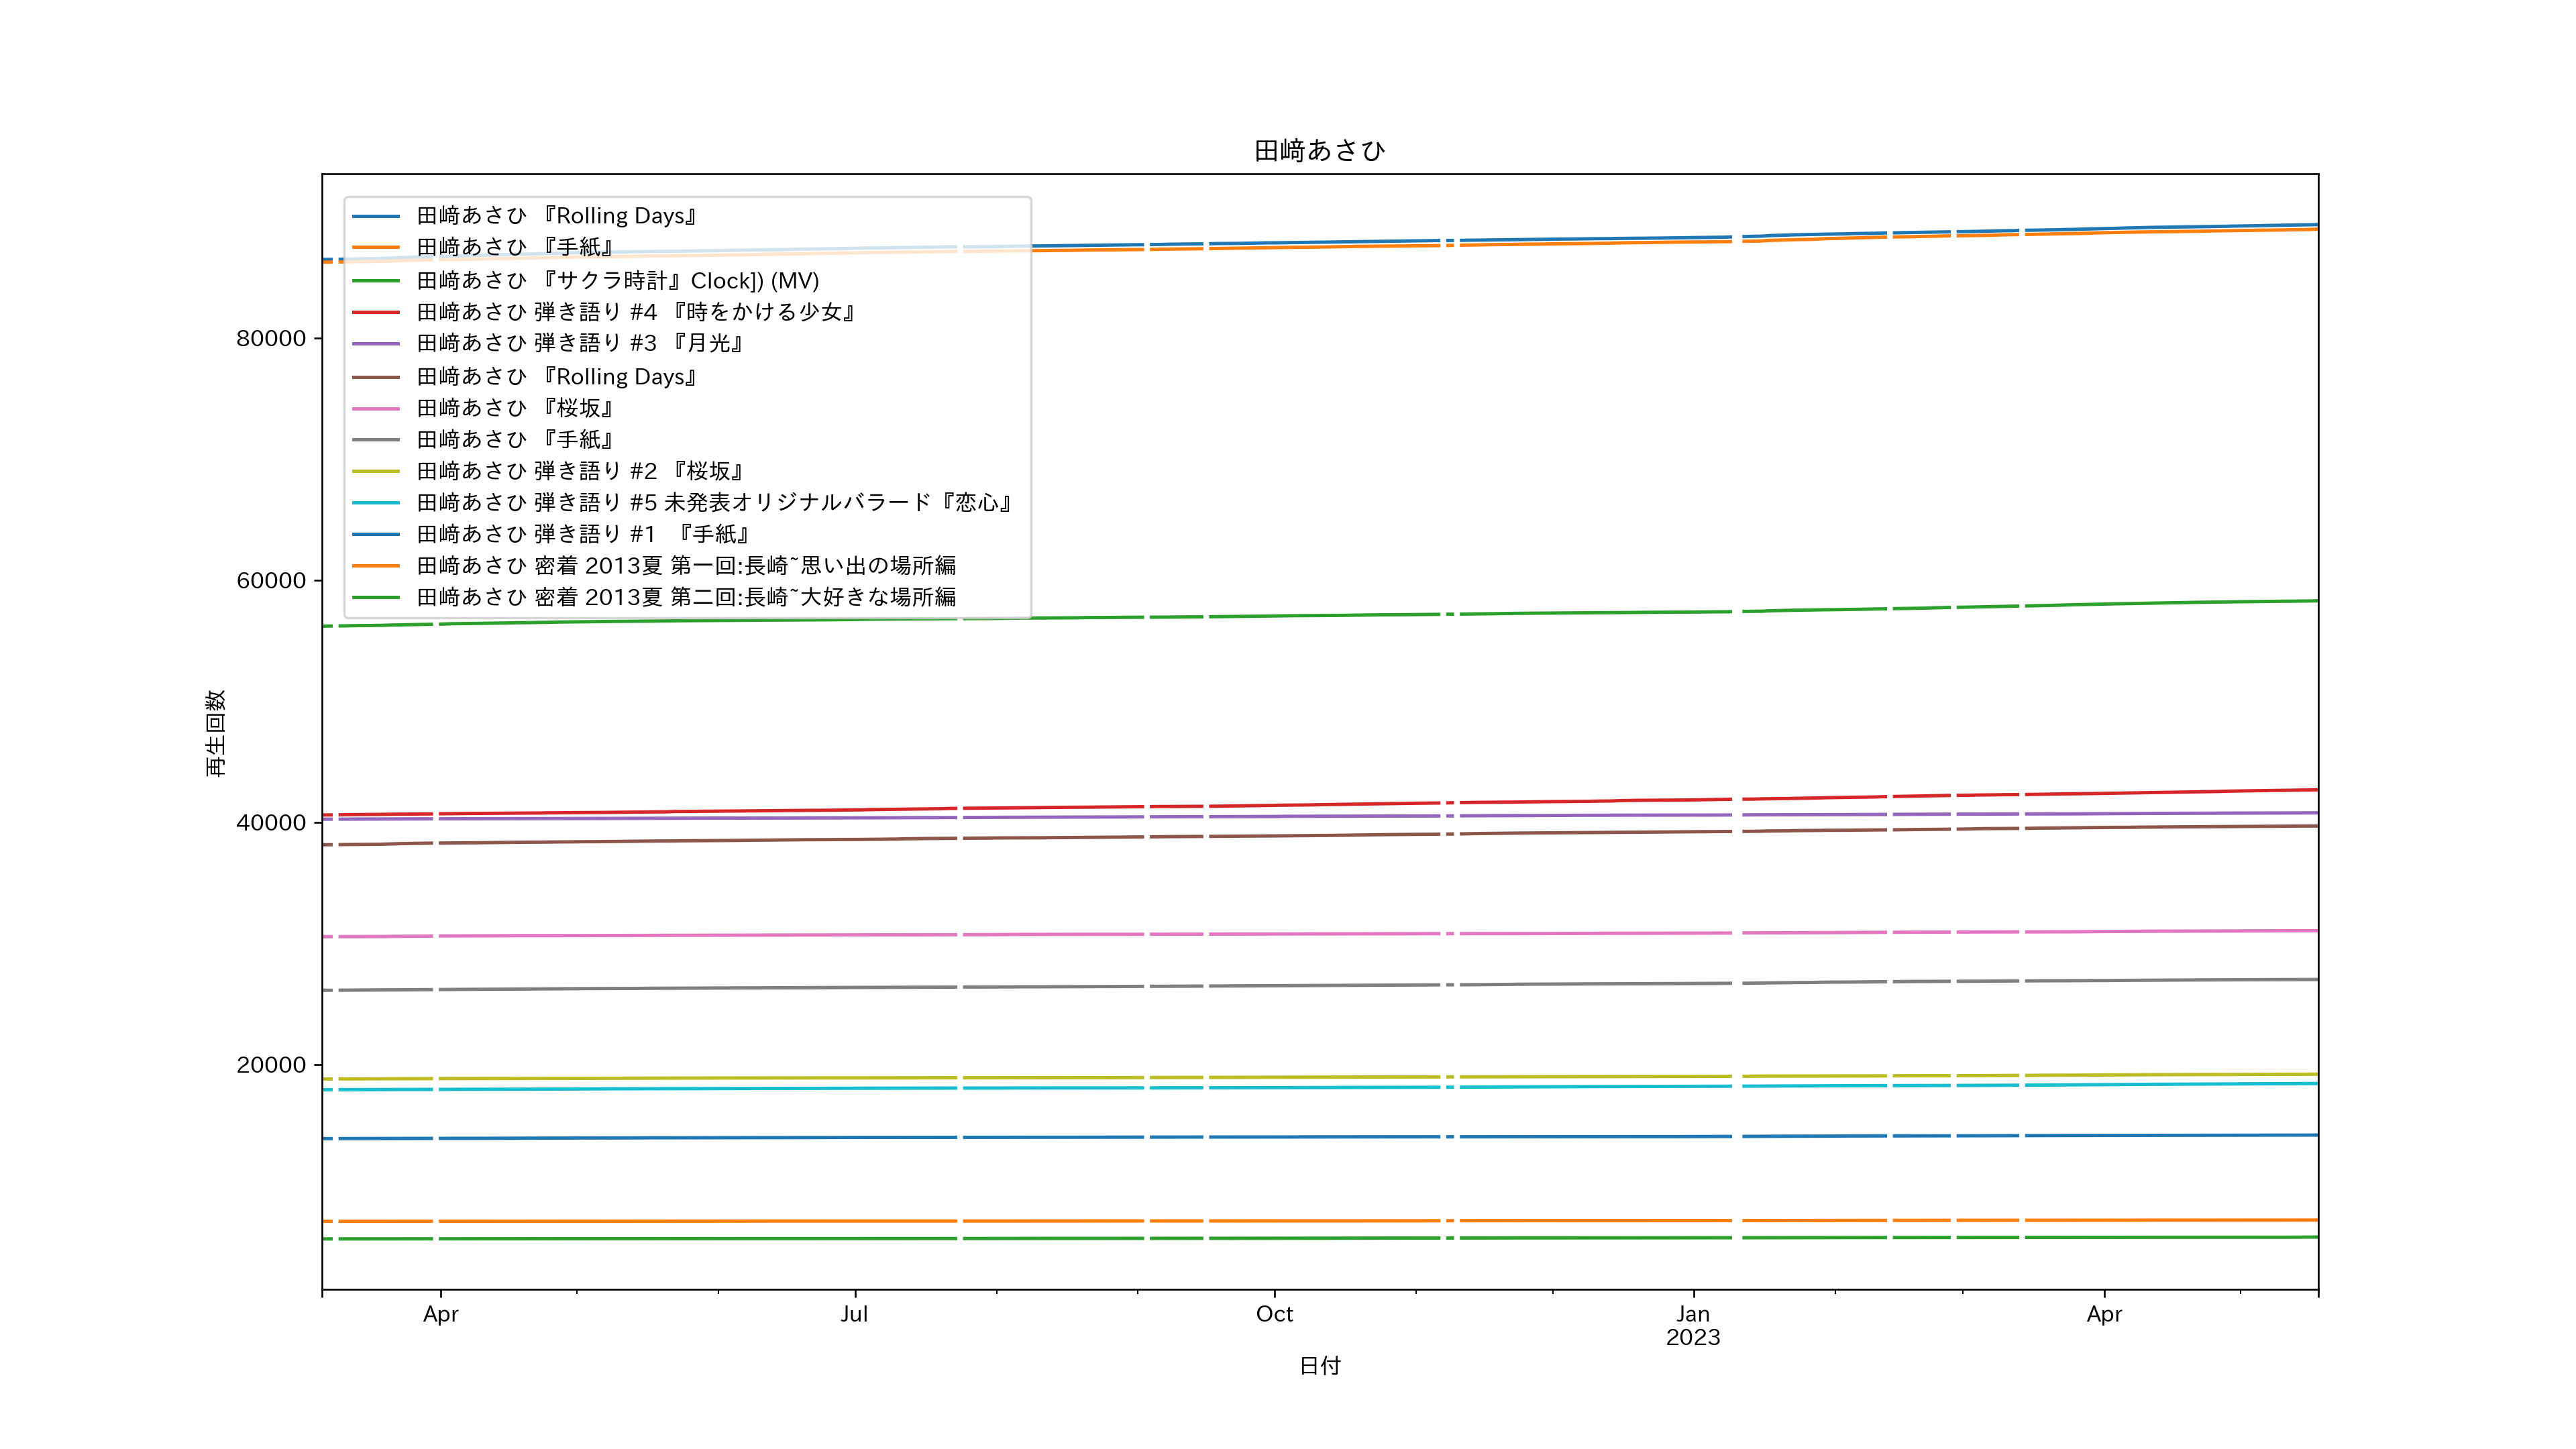 田﨑あさひ
田﨑あさひ 『Rolling Days』
田﨑あさひ 『手紙』
田﨑あさひ 『サクラ時計』Clock]) (MV)
田﨑あさひ 弾き語り #4 『時をかける少女』
田﨑あさひ 弾き語り #3 『月光』
田﨑あさひ 『Rolling Days』
田﨑あさひ 『桜坂』
田﨑あさひ 『手紙』
田﨑あさひ 弾き語り #2 『桜坂』
田﨑あさひ 弾き語り #5 未発表オリジナルバラード『恋心』
田﨑あさひ 弾き語り #1 『手紙』
田﨑あさひ 密着 2013夏 第一回:長崎~思い出の場所編
田﨑あさひ 密着 2013夏 第二回:長崎~大好きな場所編
80000
60000
40000
20000
再生回数
Apr
Jul
Oct
Jan
2023
Apr
日付